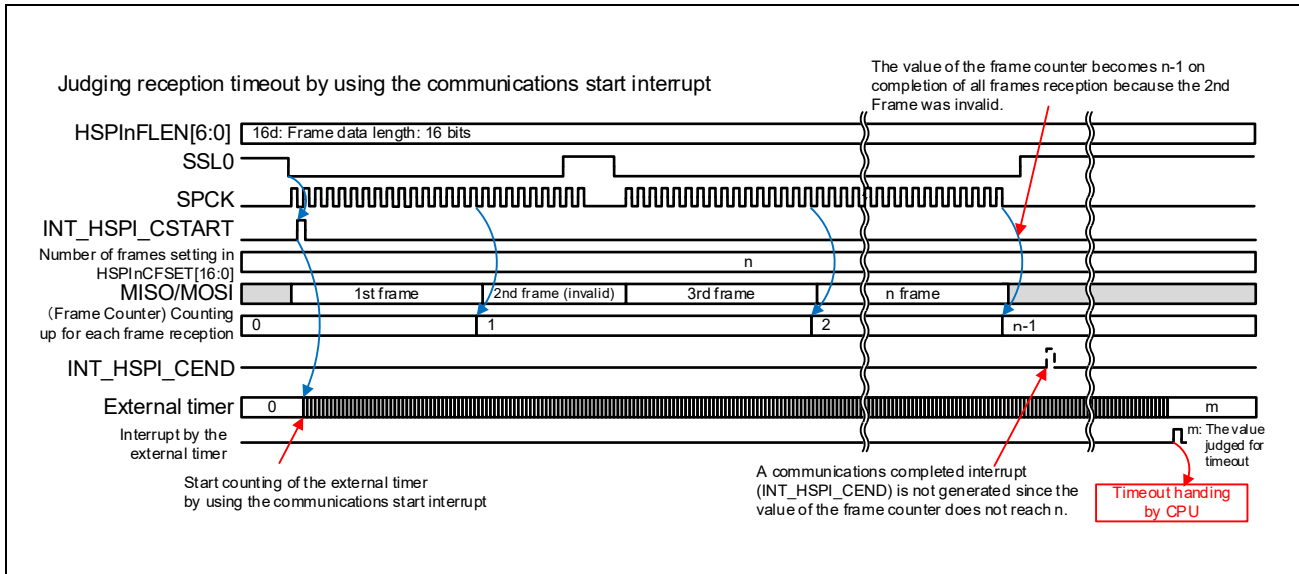 The value of the frame counter becomes n-1 on
completion of all frames reception because the 2nd
Frame was invalid.
Judging reception timeout by using the communications start interrupt
HSPInFLEN[6:0]
16d: Frame data length: 16 bits
SSL0
SPCK
INT_HSPI_CSTART
Number of frames setting in
HSPInCFSET[16:0]
n
MISO/MOSI
1st frame
2nd frame (invalid)
3rd frame
n frame
(Frame Counter) Counting
up for each frame reception
0
1
2
n-1
INT_HSPI_CEND
External timer
0
m
Interrupt by the
external timer
m: The value
judged for
timeout
Start counting of the external timer
by using the communications start interrupt
A communications completed interrupt
(INT_HSPI_CEND) is not generated since the
value of the frame counter does not reach n.
Timeout handing
by CPU